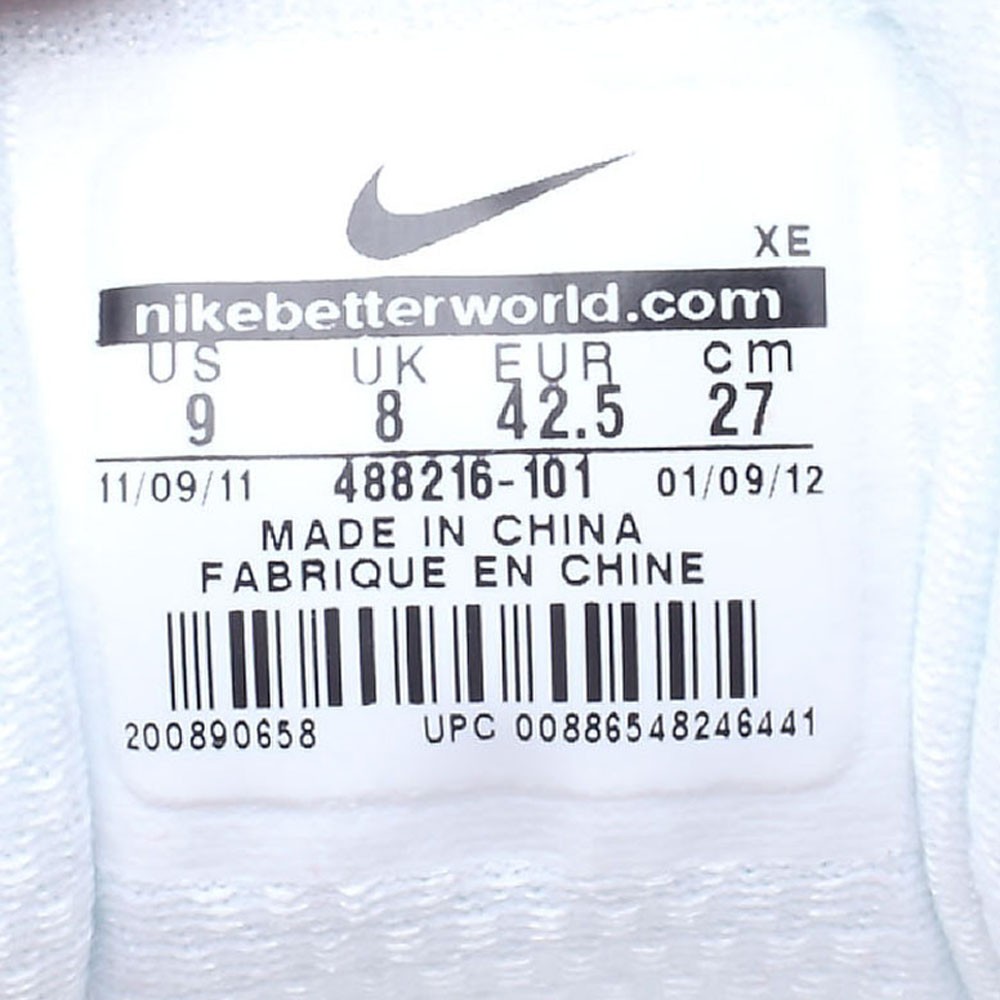 XE
nikebetterworld.com
US UK EUR cm
9 8 42.5 27
11/09/11 488216-101 01/09/12
MADE IN CHINA
FABRIQUE EN CHINE
200890658 UPC 00886548246441